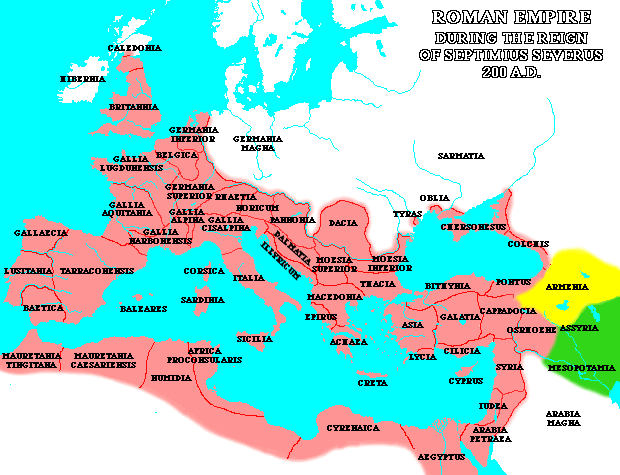 ROMAN EMPIRE
DURING THE REIGN
OF SEPTIMIUS SEVERUS
200 A.D.
CALEDONIA
HIBERNIA
BRITANNIA
GERMANIA
INFERIOR
GERMANIA
MAGNA
BELGICA
GALLIA
LUGDUNENSIS
SARMATIA
GERMANIA
SUPERIOR
RHAETIA
NORICUM
OBLIA
TYRAS
GALLIA
AQUITANIA
GALLIA
ALPINA
GALLIA
CISALPINA
PANNONIA
DACIA
CHERSONESUS
GALLAECIA
GALLIA
NARBONENSIS
DALMATIA
ILLYRICUM
COLCHIS
LUSITANIA
TARRACONENSIS
CORSICA
ITALIA
MOESIA
SUPERIOR
MOESIA
INFERIOR
THACIA
BITHYNIA
PONTUS
ARMENIA
BAETICA
BALEARES
SARDINIA
MACEDONIA
EPIRUS
ASIA
GALATIA
CAPPADOCIA
OSRHOENE
ASSYRIA
SICILIA
ACHAEA
LYCIA
CILICIA
MAURETANIA
TINGITANA
MAURETANIA
CAESARIENSIS
AFRICA
PROCONSULARIS
NUMIDIA
CRETA
CYPRUS
SYRIA
MESOPOTAMIA
IUDEA
ARABIA
MAGNA
CYRENAICA
ARABIA
PETRAEA
AEGYPTUS